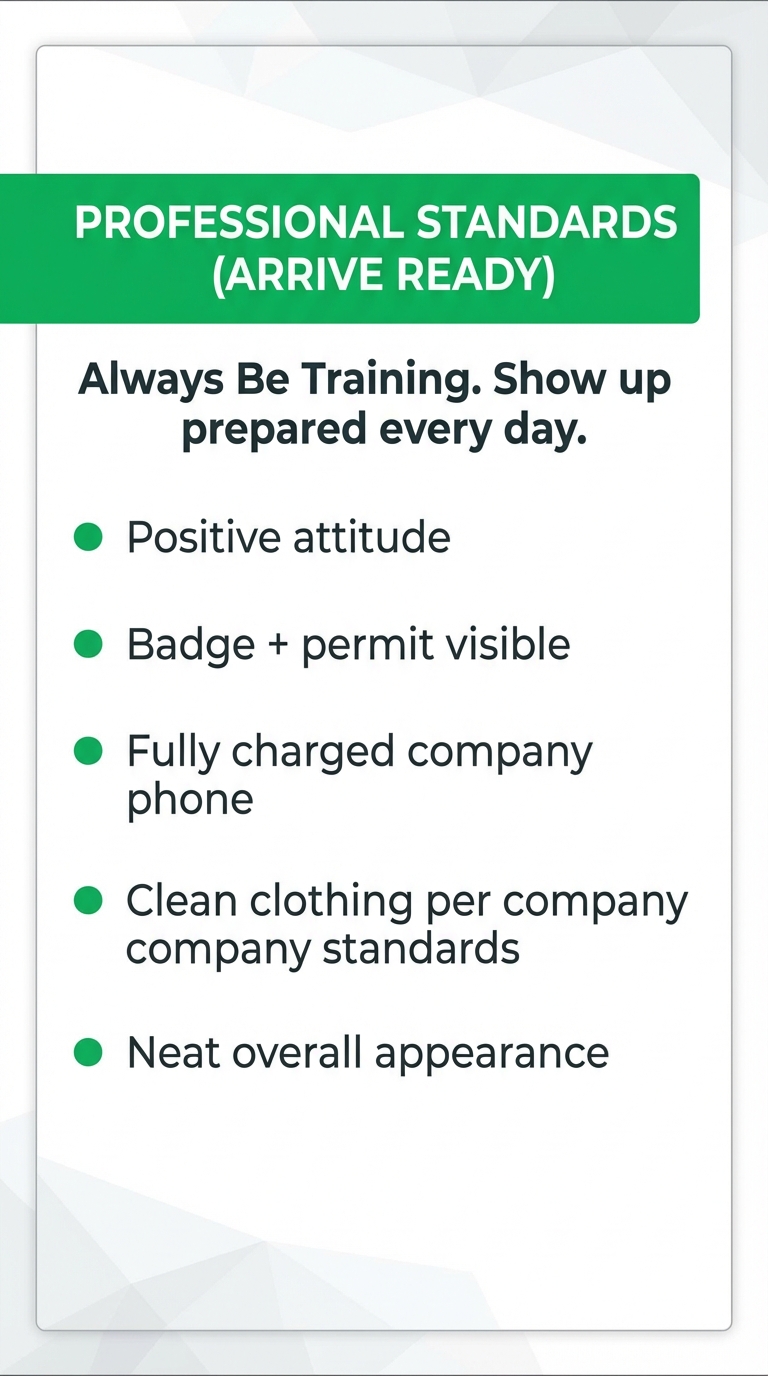 PROFESSIONAL STANDARDS
(ARRIVE READY)
Always Be Training. Show up
prepared every day.
Positive attitude
Badge + permit visible
Fully charged company
phone
Clean clothing per company
company standards
Neat overall appearance